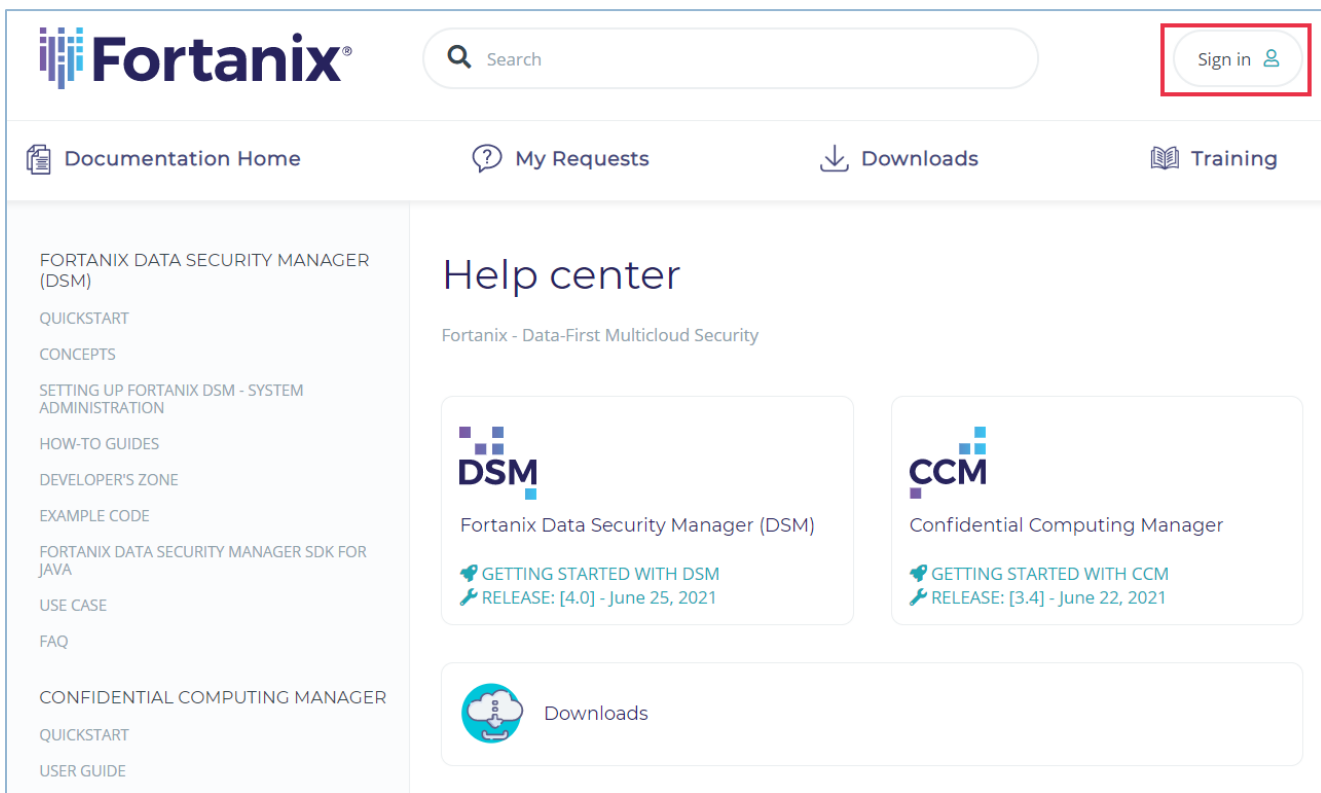 Fortanix®
Search
Sign in
Documentation Home
My Requests
Downloads
Training
FORTANIX DATA SECURITY MANAGER
(DSM)
QUICKSTART
CONCEPTS
SETTING UP FORTANIX DSM - SYSTEM
ADMINISTRATION
HOW-TO GUIDES
DEVELOPER'S ZONE
EXAMPLE CODE
FORTANIX DATA SECURITY MANAGER SDK FOR
JAVA
USE CASE
FAQ
CONFIDENTIAL COMPUTING MANAGER
QUICKSTART
USER GUIDE
Help center
Fortanix - Data-First Multicloud Security
DSM
Fortanix Data Security Manager (DSM)
GETTING STARTED WITH DSM
RELEASE: [4.0] - June 25, 2021
CCM
Confidential Computing Manager
GETTING STARTED WITH CCM
RELEASE: [3.4] - June 22, 2021
Downloads